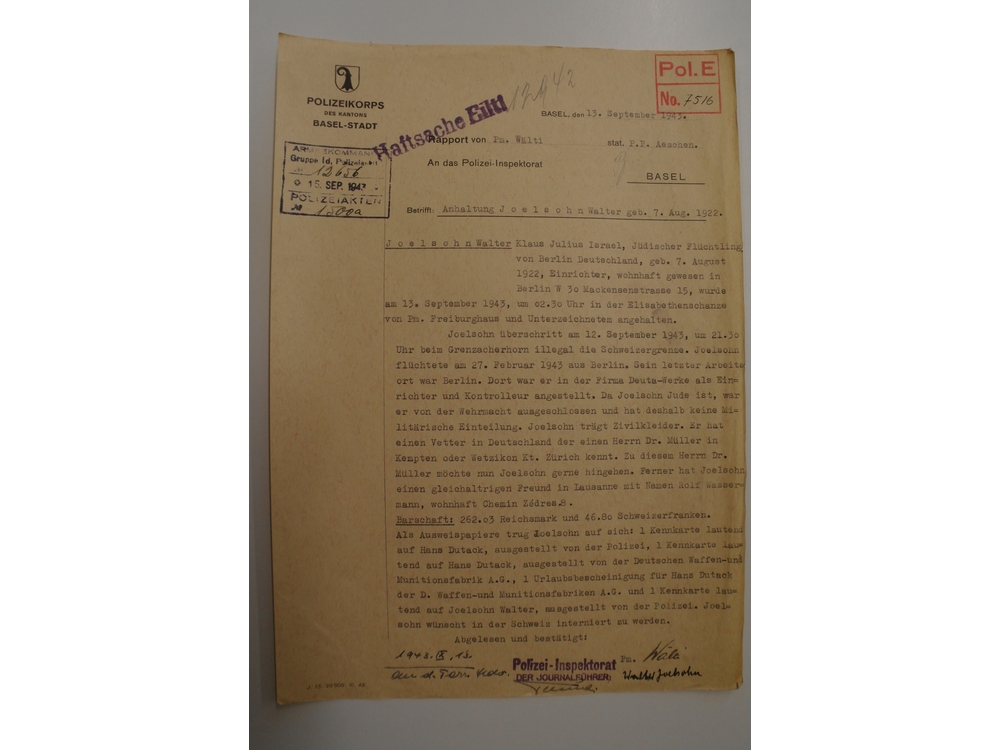 POLIZEIKORPS
DES KANTONS
BASEL-STADT
Haftsache Eilt!
Pol. E
No. 7516
BASEL, den 13. September 1943.
Rapport von Pm. Wälti stat. P.P. Aeschen.
An das Polizei-Inspektorat
BASEL
Gruppe Id. Polizei
12656
15. SEP. 1943
POLIZEIAKTEN
№ 1500a
Betrifft: Anhaltung J o e l s o h n Walter geb. 7. Aug. 1922.
J o e l s o h n Walter Klaus Julius Israel, Jüdischer Flüchtling
von Berlin Deutschland, geb. 7. August
1922, Einrichter, wohnhaft gewesen in
Berlin W 30 Mackensenstrasse 15, wurde
am 13. September 1943, um 02.30 Uhr in der Elisabethenschanze
von Pm. Freiburghaus und Unterzeichnetem angehalten.
Joelsohn überschritt am 12. September 1943, um 21.30
Uhr beim Grenzacherhorn illegal die Schweizergrenze. Joelsohn
flüchtete am 27. Februar 1943 aus Berlin. Sein letzter Arbeits
ort war Berlin. Dort war er in der Firma Deuta-Werke als Ein-
richter und Kontrolleur angestellt. Da Joelsohn Jude ist, war
er von der Wehrmacht ausgeschlossen und hat deshalb keine Mi-
litärische Einteilung. Joelsohn trägt Zivilkleider. Er hat
einen Vetter in Deutschland der einen Herrn Dr. Müller in
Kempten oder Wetzikon Kt. Zürich kennt. Zu diesem Herrn Dr.
Müller möchte nun Joelsohn gerne hingehen. Ferner hat Joelsohn
einen gleichaltrigen Freund in Lausanne mit Namen Rolf Wasser-
mann, wohnhaft Chemin Zédres.8.
Barschaft: 262.03 Reichsmark und 46.80 Schweizerfranken.
Als Ausweispapiere trug Joelsohn auf sich: 1 Kennkarte lautend
auf Hans Dutack, ausgestellt von der Polizei, 1 Kennkarte lau-
tend auf Hans Dutack, ausgestellt von der Deutschen Waffen-und
Munitionsfabrik A.G., 1 Urlaubsbescheinigung für Hans Dutack
der D. Waffen-und Munitionsfabriken A.G. und 1 Kennkarte lau-
tend auf Joelsohn Walter, ausgestellt von der Polizei. Joel-
sohn wünscht in der Schweiz interniert zu werden.
Abgelesen und bestätigt:
1943. IX. 13.
Polizei-Inspektorat
DER JOURNALFÜHRER:
Pm. Wälti
Walter Joelsohn